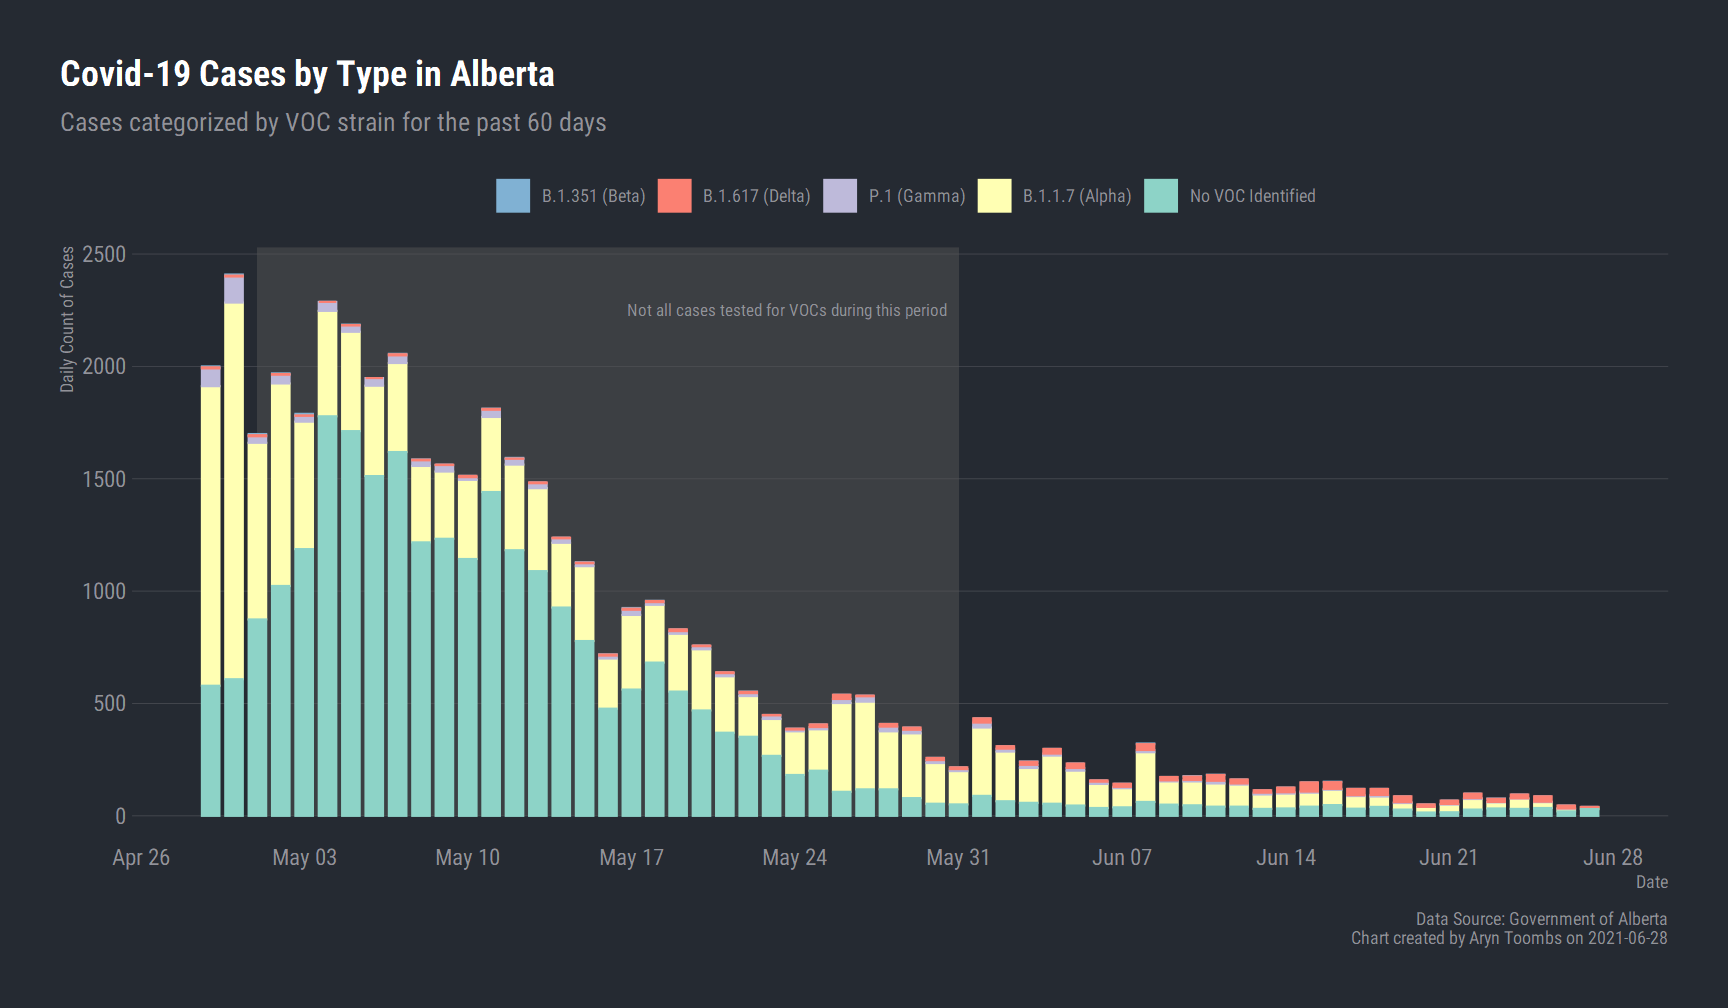 Covid-19 Cases by Type in Alberta
Cases categorized by VOC strain for the past 60 days
B.1.351 (Beta) B.1.617 (Delta) P.1 (Gamma) B.1.1.7 (Alpha) No VOC Identified
Daily Count of Cases
2500
2000
1500
1000
500
0
Not all cases tested for VOCs during this period
Apr 26 May 03 May 10 May 17 May 24 May 31 Jun 07 Jun 14 Jun 21 Jun 28
Date
Data Source: Government of Alberta
Chart created by Aryn Toombs on 2021-06-28